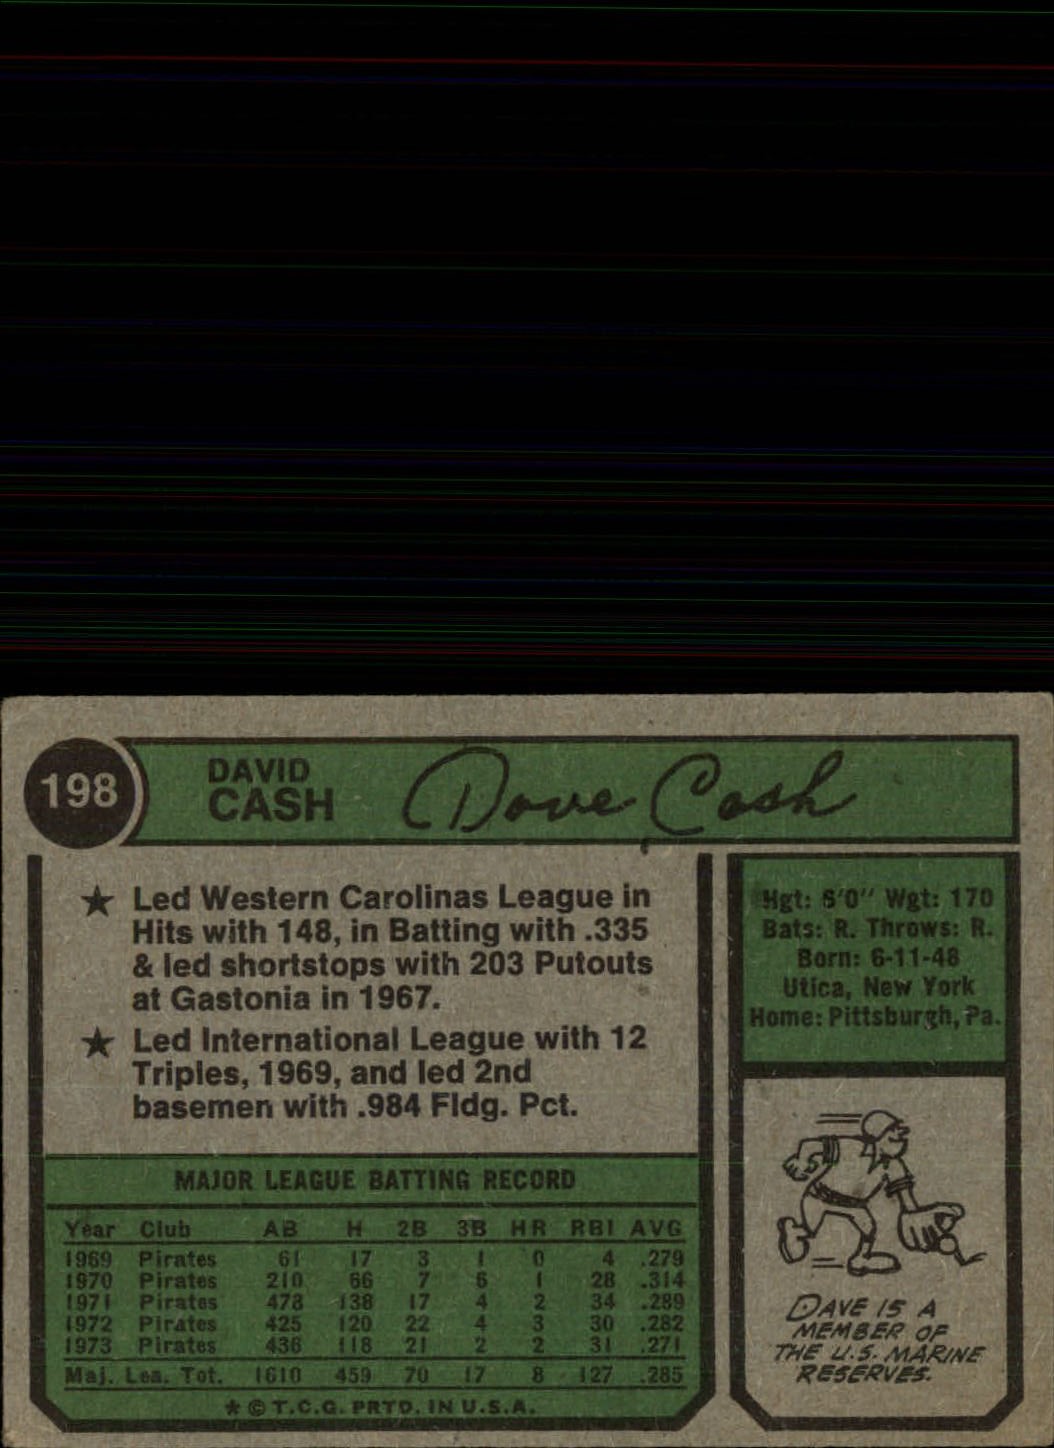 198
DAVID
CASH
Dave Cash
★ Led Western Carolinas League in
Hits with 148, in Batting with .335
& led shortstops with 203 Putouts
at Gastonia in 1967.
★ Led International League with 12
Triples, 1969, and led 2nd
basemen with .984 Fldg. Pct.
MAJOR LEAGUE BATTING RECORD
Year Club AB H 2B 3B HR RBI AVG
1969 Pirates 61 17 3 1 0 4 .279
1970 Pirates 210 66 7 6 1 28 .314
1971 Pirates 478 138 17 4 2 34 .289
1972 Pirates 425 120 22 4 3 30 .282
1973 Pirates 436 118 21 2 2 31 .271
Maj. Lea. Tot. 1610 459 70 17 8 127 .285
★ © T.C.G. PRTD. IN U.S.A.
Hgt: 6'0" Wgt: 170
Bats: R. Throws: R.
Born: 6-11-48
Utica, New York
Home: Pittsburgh, Pa.
DAVE IS A
MEMBER OF
THE U.S. MARINE
RESERVES.